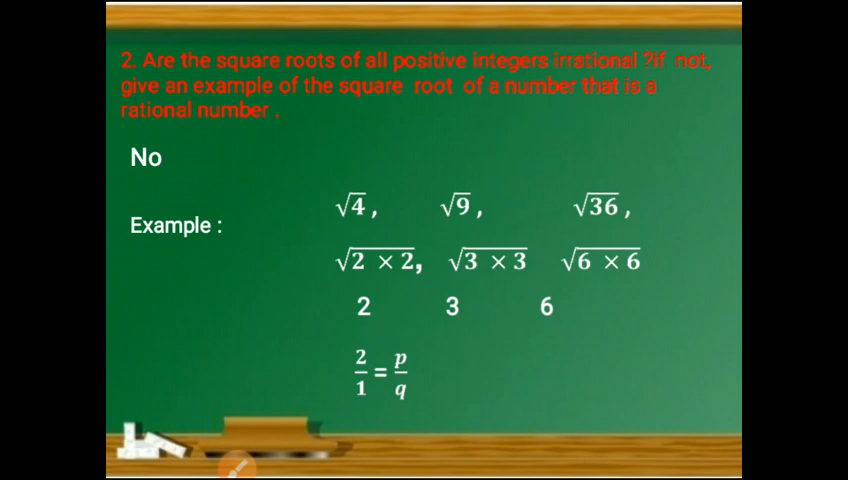 2. Are the square roots of all positive integers irrational ?if not,
give an example of the square root of a number that is a
rational number .
No
√4 , √9 , √36 ,
Example :
√2 × 2, √3 × 3 √6 × 6
2 3 6
2/1 = p/q